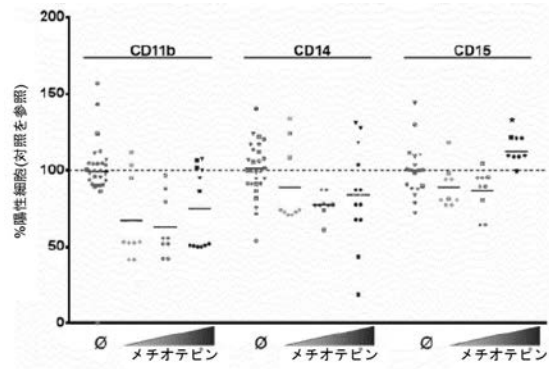 200
150
100
50
0
%陽性細胞(対照を参照)
CD11b
CD14
CD15
Ø
メチオテピン
Ø
メチオテピン
Ø
メチオテピン